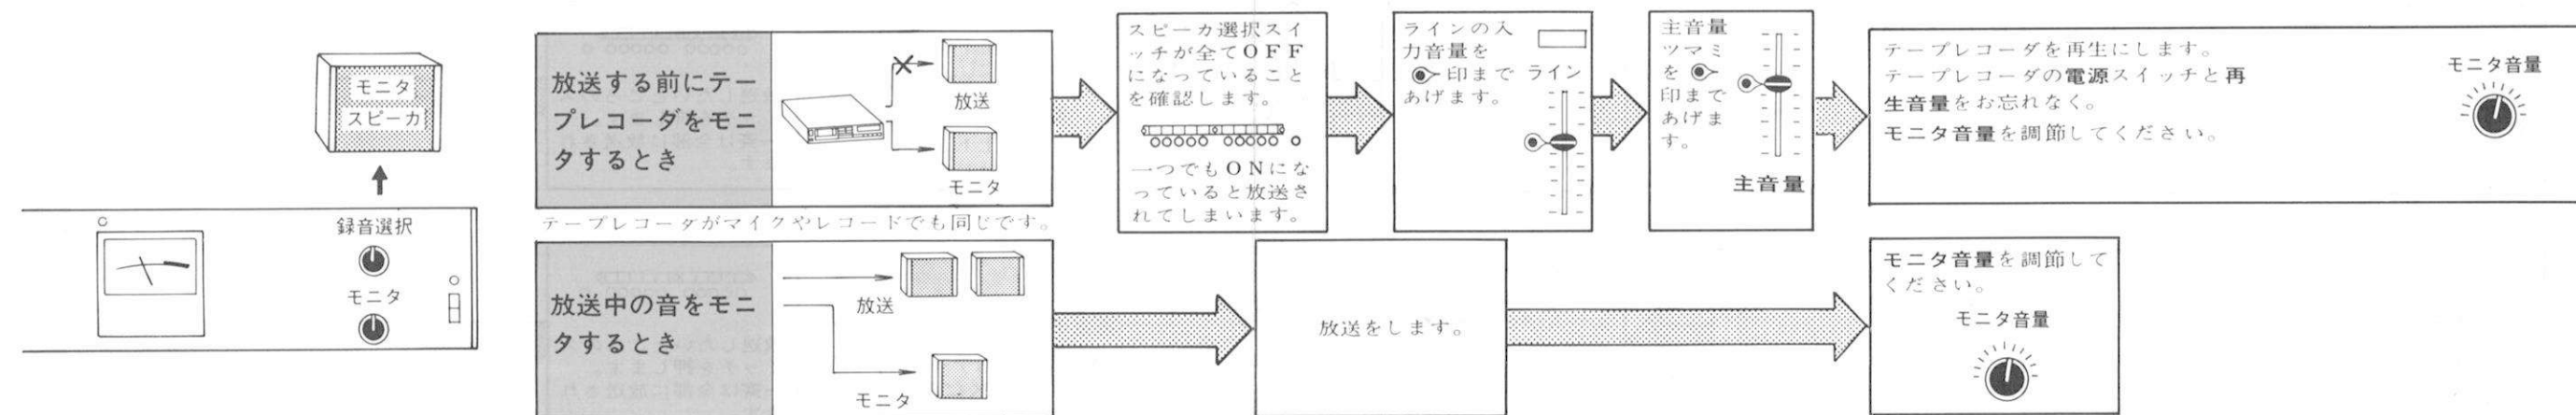 モニタ
スピーカ
録音選択
モニタ
放送する前にテー
プレコーダをモニ
タするとき
放送
モニタ
テープレコーダがマイクやレコードでも同じです。
スピーカ選択スイ
ッチが全てOFF
になっていること
を確認します。
一つでもONにな
っていると放送さ
れてしまいます。
ラインの入
力音量を
印まで
あげます。
ライン
主音量
ツマミ
を
印まで
あげま
す。
主音量
テープレコーダを再生にします。
テープレコーダの電源スイッチと再
生音量をお忘れなく。
モニタ音量を調節してください。
モニタ音量
放送中の音をモニ
タするとき
放送
モニタ
放送をします。
モニタ音量を調節して
ください。
モニタ音量